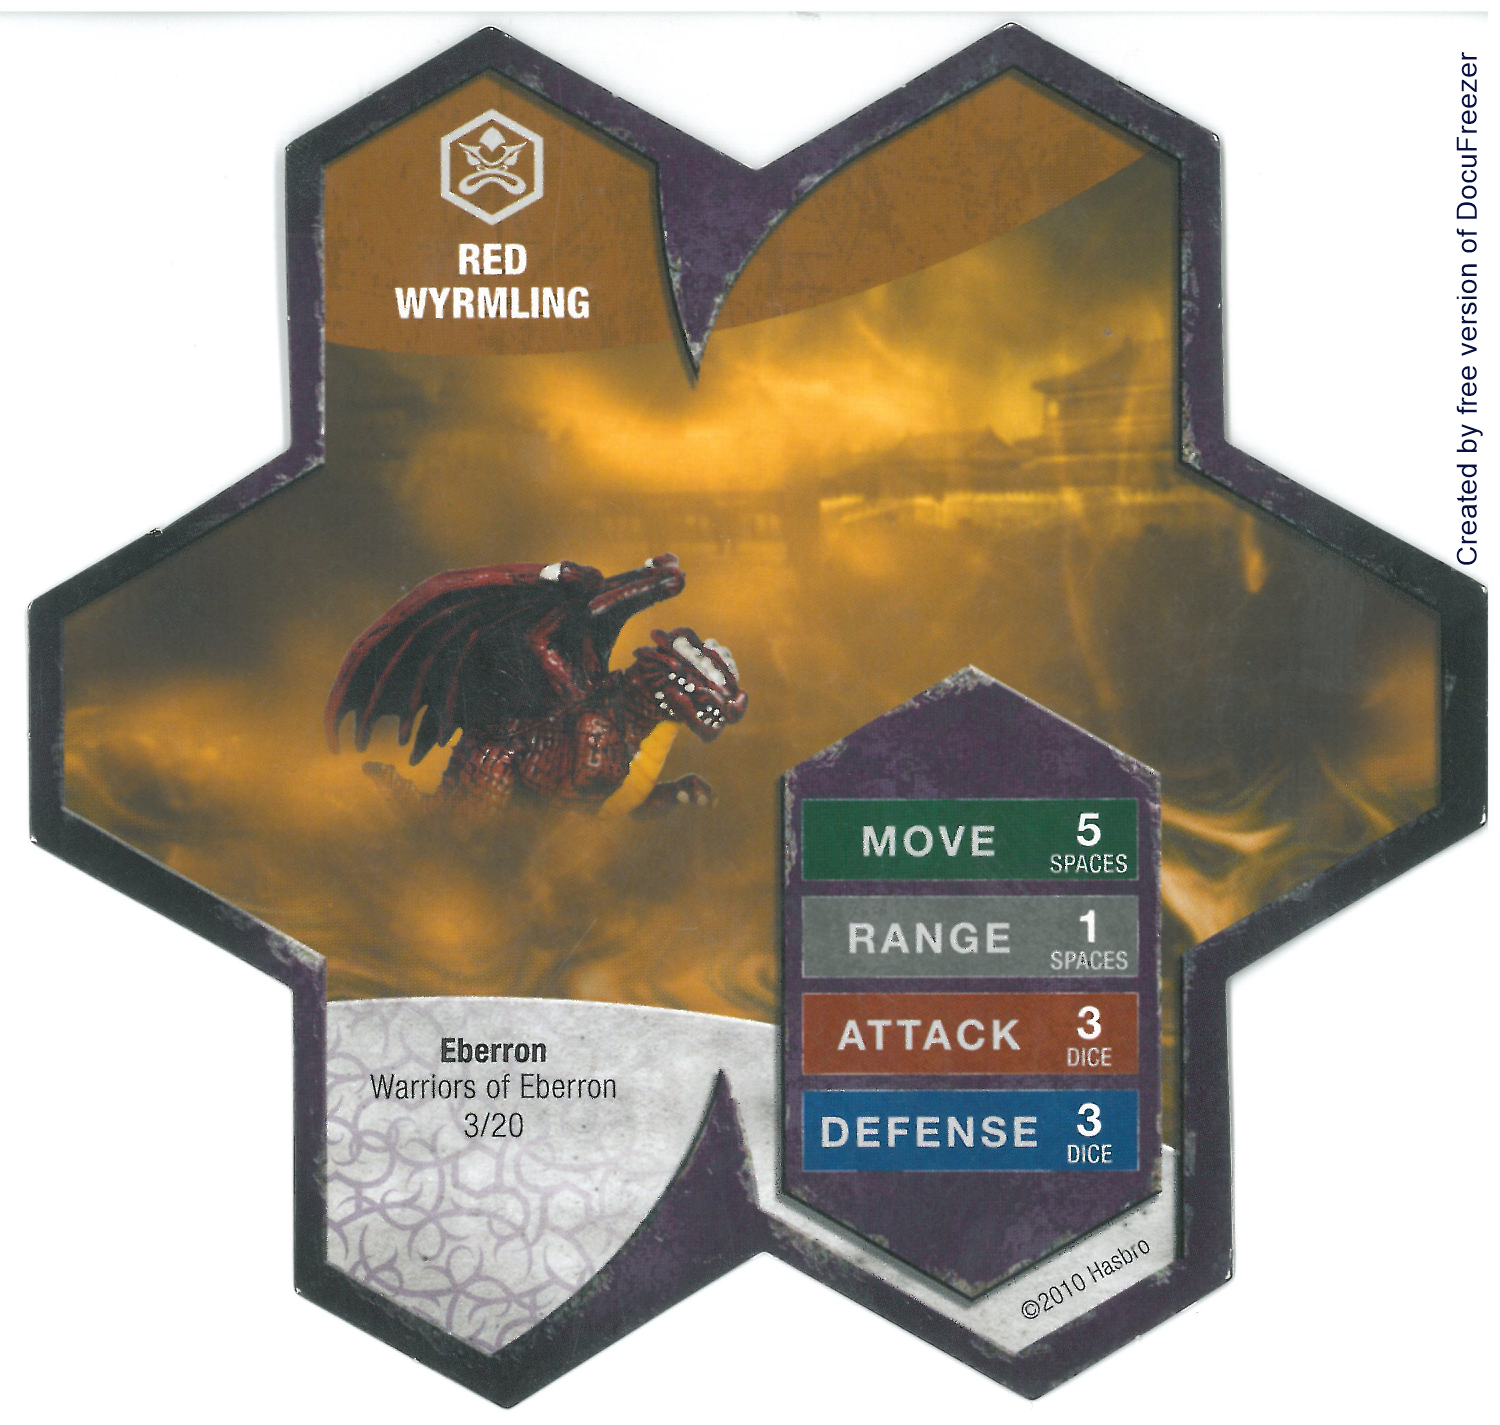 RED
WYRMLING
MOVE 5
SPACES
RANGE 1
SPACES
ATTACK 3
DICE
DEFENSE 3
DICE
Eberron
Warriors of Eberron
3/20
©2010 Hasbro
Created by free version of DocuFreezer